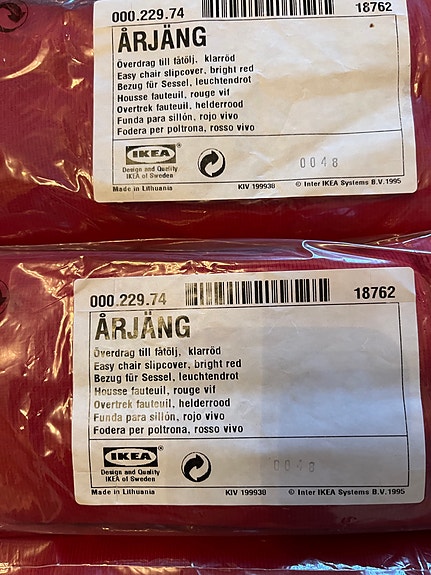 000.229.74 18762
ÅRJÄNG
Överdrag till fåtölj, klarröd
Easy chair slipcover, bright red
Bezug für Sessel, leuchtendrot
Housse fauteuil, rouge vif
Overtrek fauteuil, helderrood
Funda para sillón, rojo vivo
Fodera per poltrona, rosso vivo
IKEA
Design and Quality
IKEA of Sweden
0048
Made in Lithuania KIV 199938 © Inter IKEA Systems B.V. 1995
000.229.74 18762
ÅRJÄNG
Överdrag till fåtölj, klarröd
Easy chair slipcover, bright red
Bezug für Sessel, leuchtendrot
Housse fauteuil, rouge vif
Overtrek fauteuil, helderrood
Funda para sillón, rojo vivo
Fodera per poltrona, rosso vivo
IKEA
Design and Quality
IKEA of Sweden
0048
Made in Lithuania KIV 199938 © Inter IKEA Systems B.V. 1995